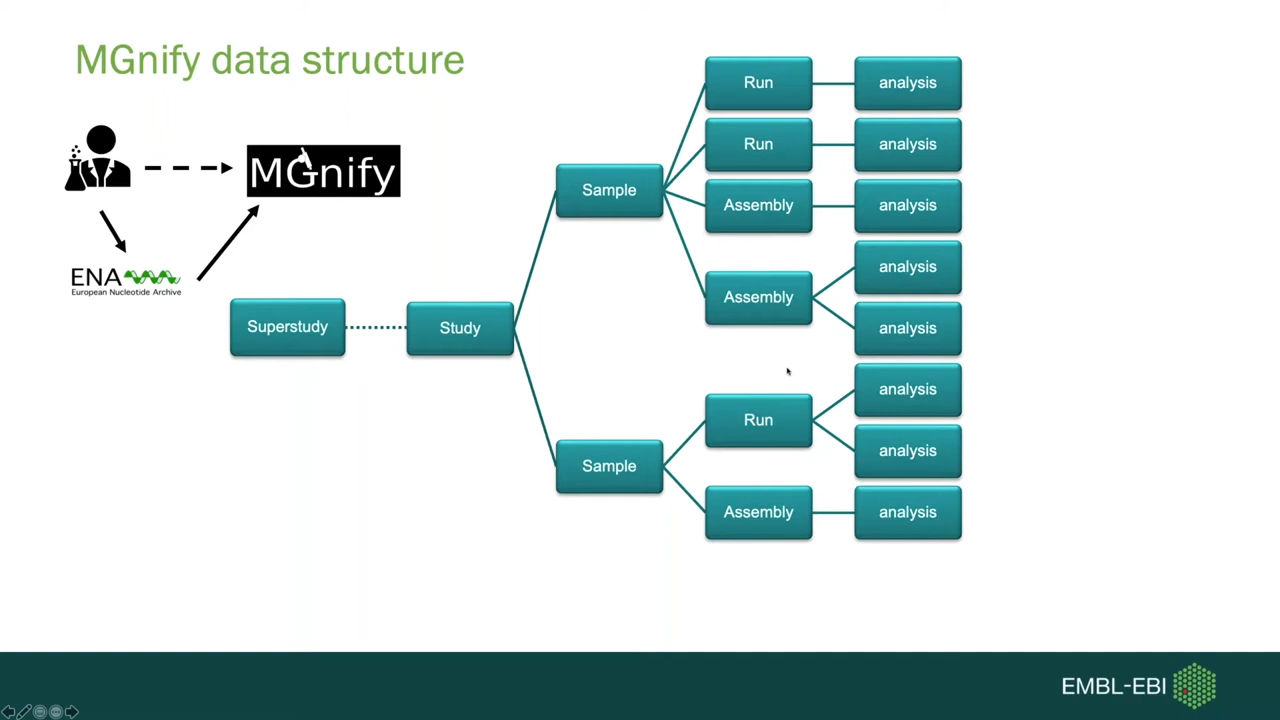 MGnify data structure
MGnify
ENA
European Nucleotide Archive
Superstudy
Study
Sample
Sample
Run
Run
Assembly
Assembly
Run
Assembly
analysis
analysis
analysis
analysis
analysis
analysis
analysis
analysis
EMBL-EBI